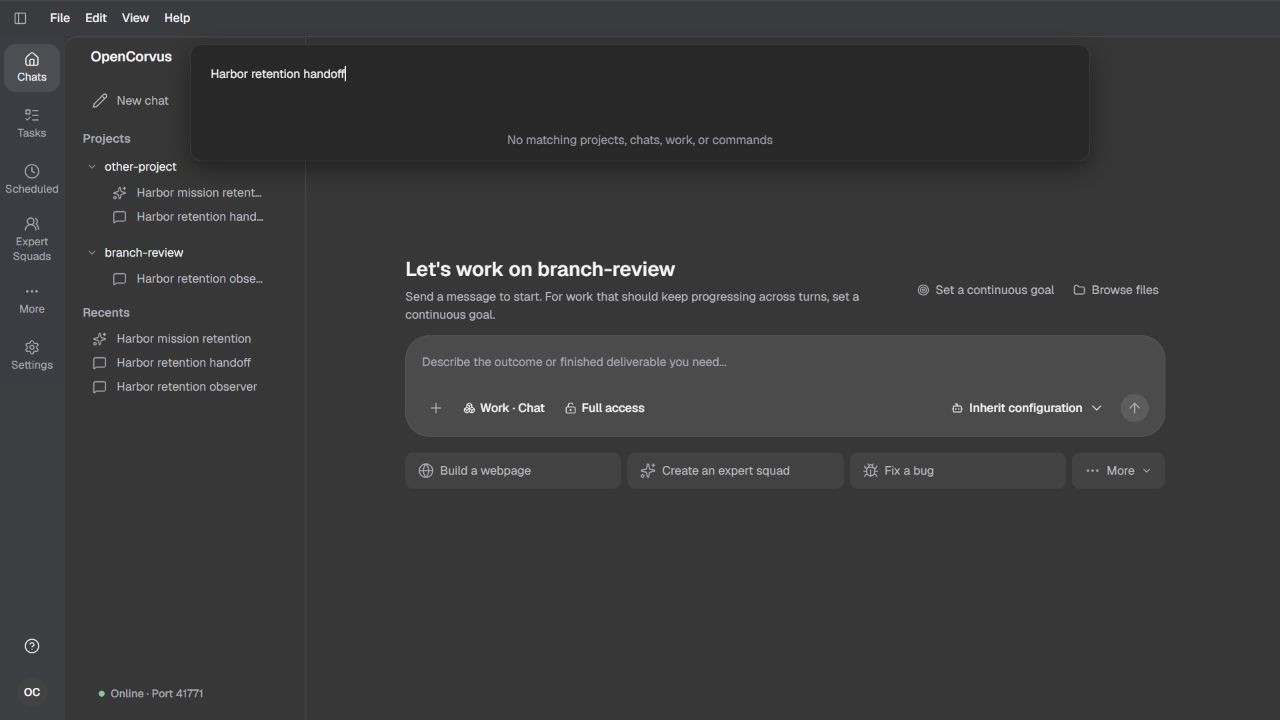 File Edit View Help
Chats
Tasks
Scheduled
Expert
Squads
More
Settings
OC
OpenCorvus
New chat
Projects
other-project
Harbor mission retent...
Harbor retention hand...
branch-review
Harbor retention obse...
Recents
Harbor mission retention
Harbor retention handoff
Harbor retention observer
Online · Port 41771
Harbor retention handoff
No matching projects, chats, work, or commands
Let's work on branch-review
Send a message to start. For work that should keep progressing across turns, set a
continuous goal.
Set a continuous goal
Browse files
Describe the outcome or finished deliverable you need...
Work · Chat
Full access
Inherit configuration
Build a webpage
Create an expert squad
Fix a bug
More